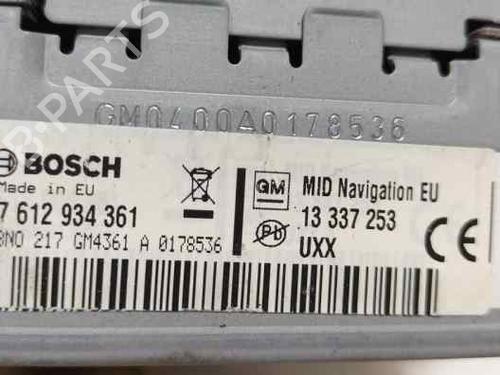 GM0400A0178536
BOSCH
Made in EU
7 612 934 361
BNO 217 GM4361 A 0178536
GM
MID Navigation EU
13 337 253
Pb
UXX
CE
PARTS